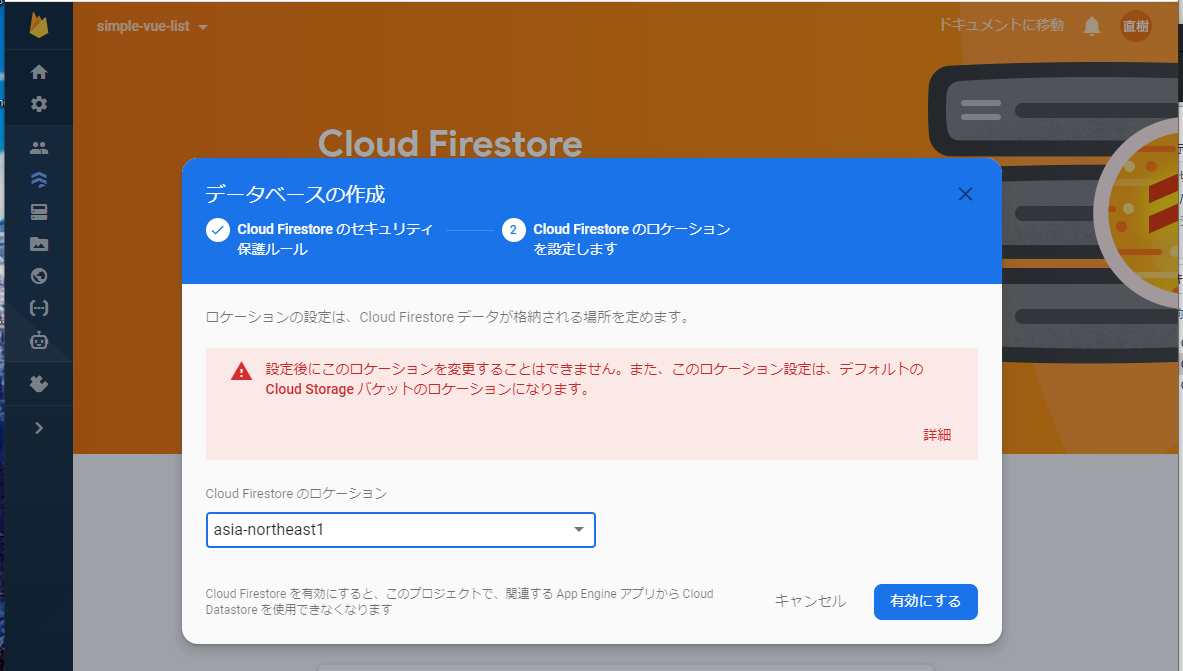 simple-vue-list
ドキュメントに移動
直樹
Cloud Firestore
データベースの作成
Cloud Firestore のセキュリティ
保護ルール
2
Cloud Firestore のロケーション
を設定します
ロケーションの設定は、Cloud Firestore データが格納される場所を定めます。
設定後にこのロケーションを変更することはできません。また、このロケーション設定は、デフォルトの
Cloud Storage バケットのロケーションになります。
詳細
Cloud Firestore のロケーション
asia-northeast1
Cloud Firestore を有効にすると、このプロジェクトで、関連する App Engine アプリから Cloud
Datastore を使用できなくなります
キャンセル
有効にする